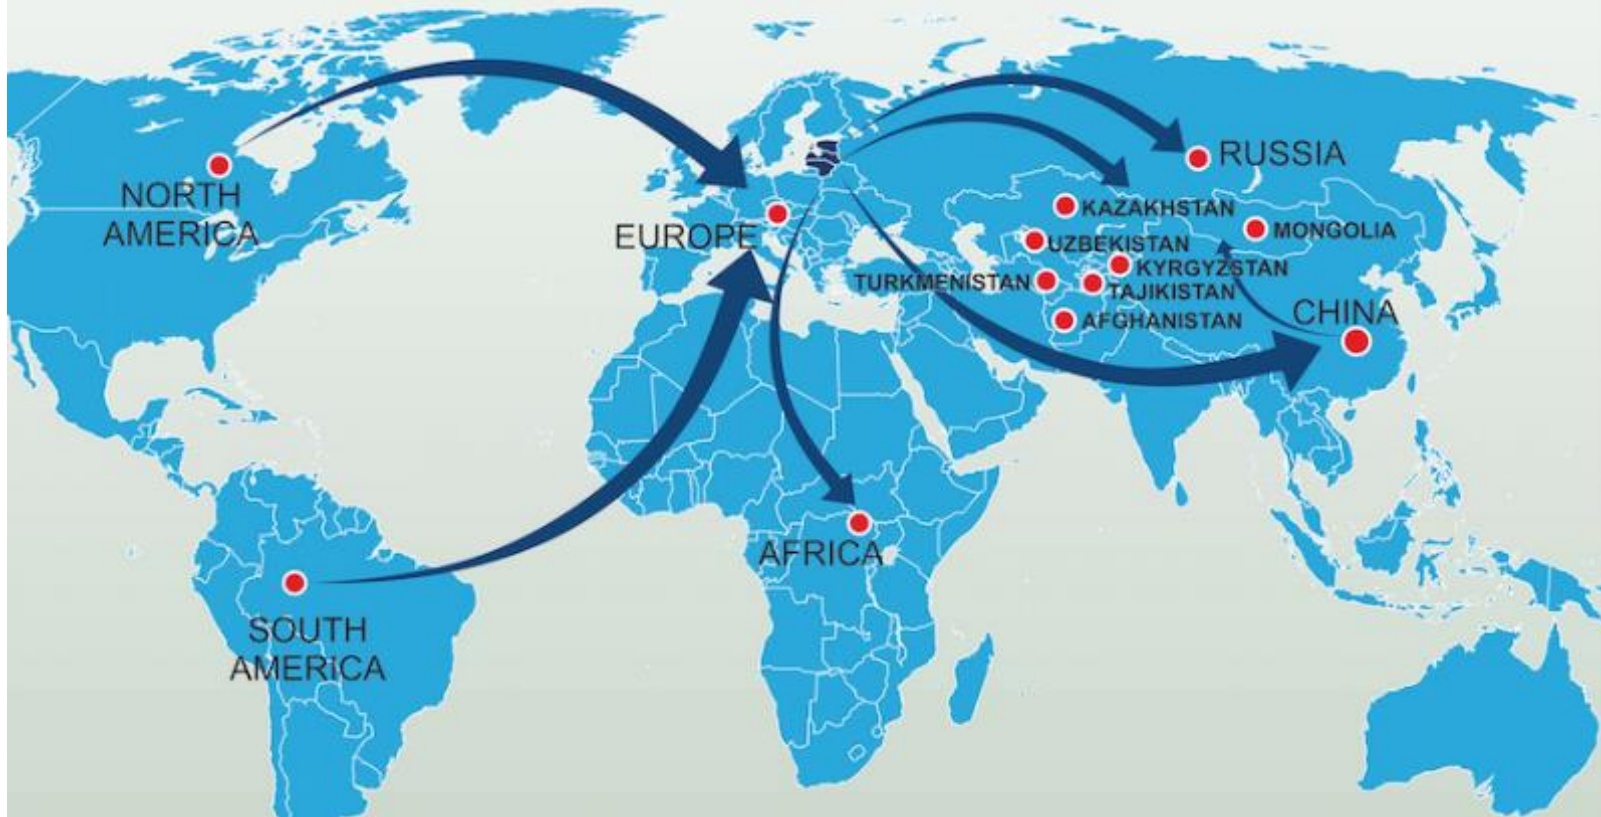 NORTH
AMERICA
EUROPE
RUSSIA
KAZAKHSTAN
MONGOLIA
UZBEKISTAN
KYRGYZSTAN
TURKMENISTAN
TAJIKISTAN
AFGHANISTAN
CHINA
AFRICA
SOUTH
AMERICA